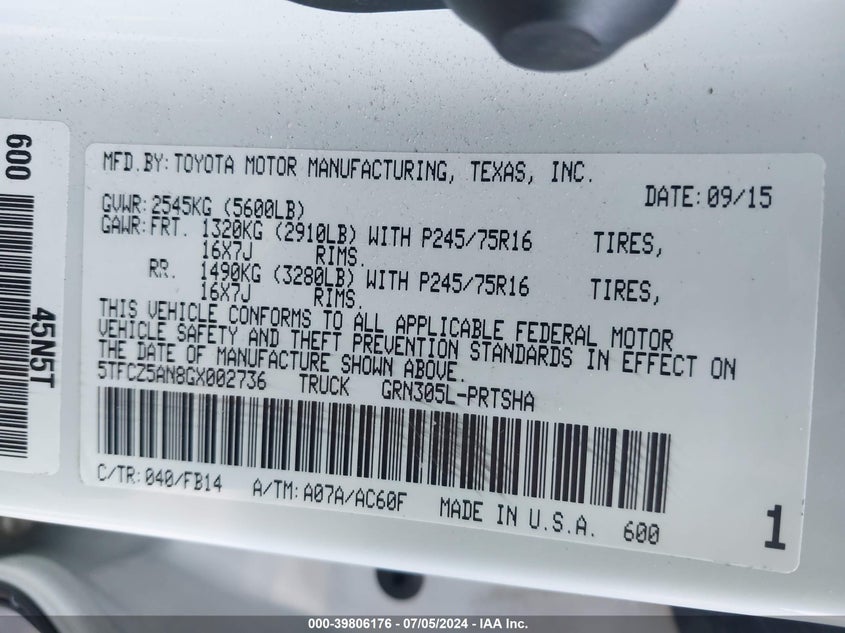 600
45N5T
MFD.BY: TOYOTA MOTOR MANUFACTURING, TEXAS, INC.
DATE: 09/15
GVWR: 2545KG (5600LB)
GAWR: FRT. 1320KG (2910LB) WITH P245/75R16 TIRES,
16X7J RIMS.
RR. 1490KG (3280LB) WITH P245/75R16 TIRES,
16X7J RIMS.
THIS VEHICLE CONFORMS TO ALL APPLICABLE FEDERAL MOTOR
VEHICLE SAFETY AND THEFT PREVENTION STANDARDS IN EFFECT ON
THE DATE OF MANUFACTURE SHOWN ABOVE.
5TFCZ5AN8GX002736 TRUCK GRN305L-PRTSHA
C/TR: 040/FB14 A/TM: A07A/AC60F MADE IN U.S.A. 600
1
000-39806176 - 07/05/2024 - IAA Inc.